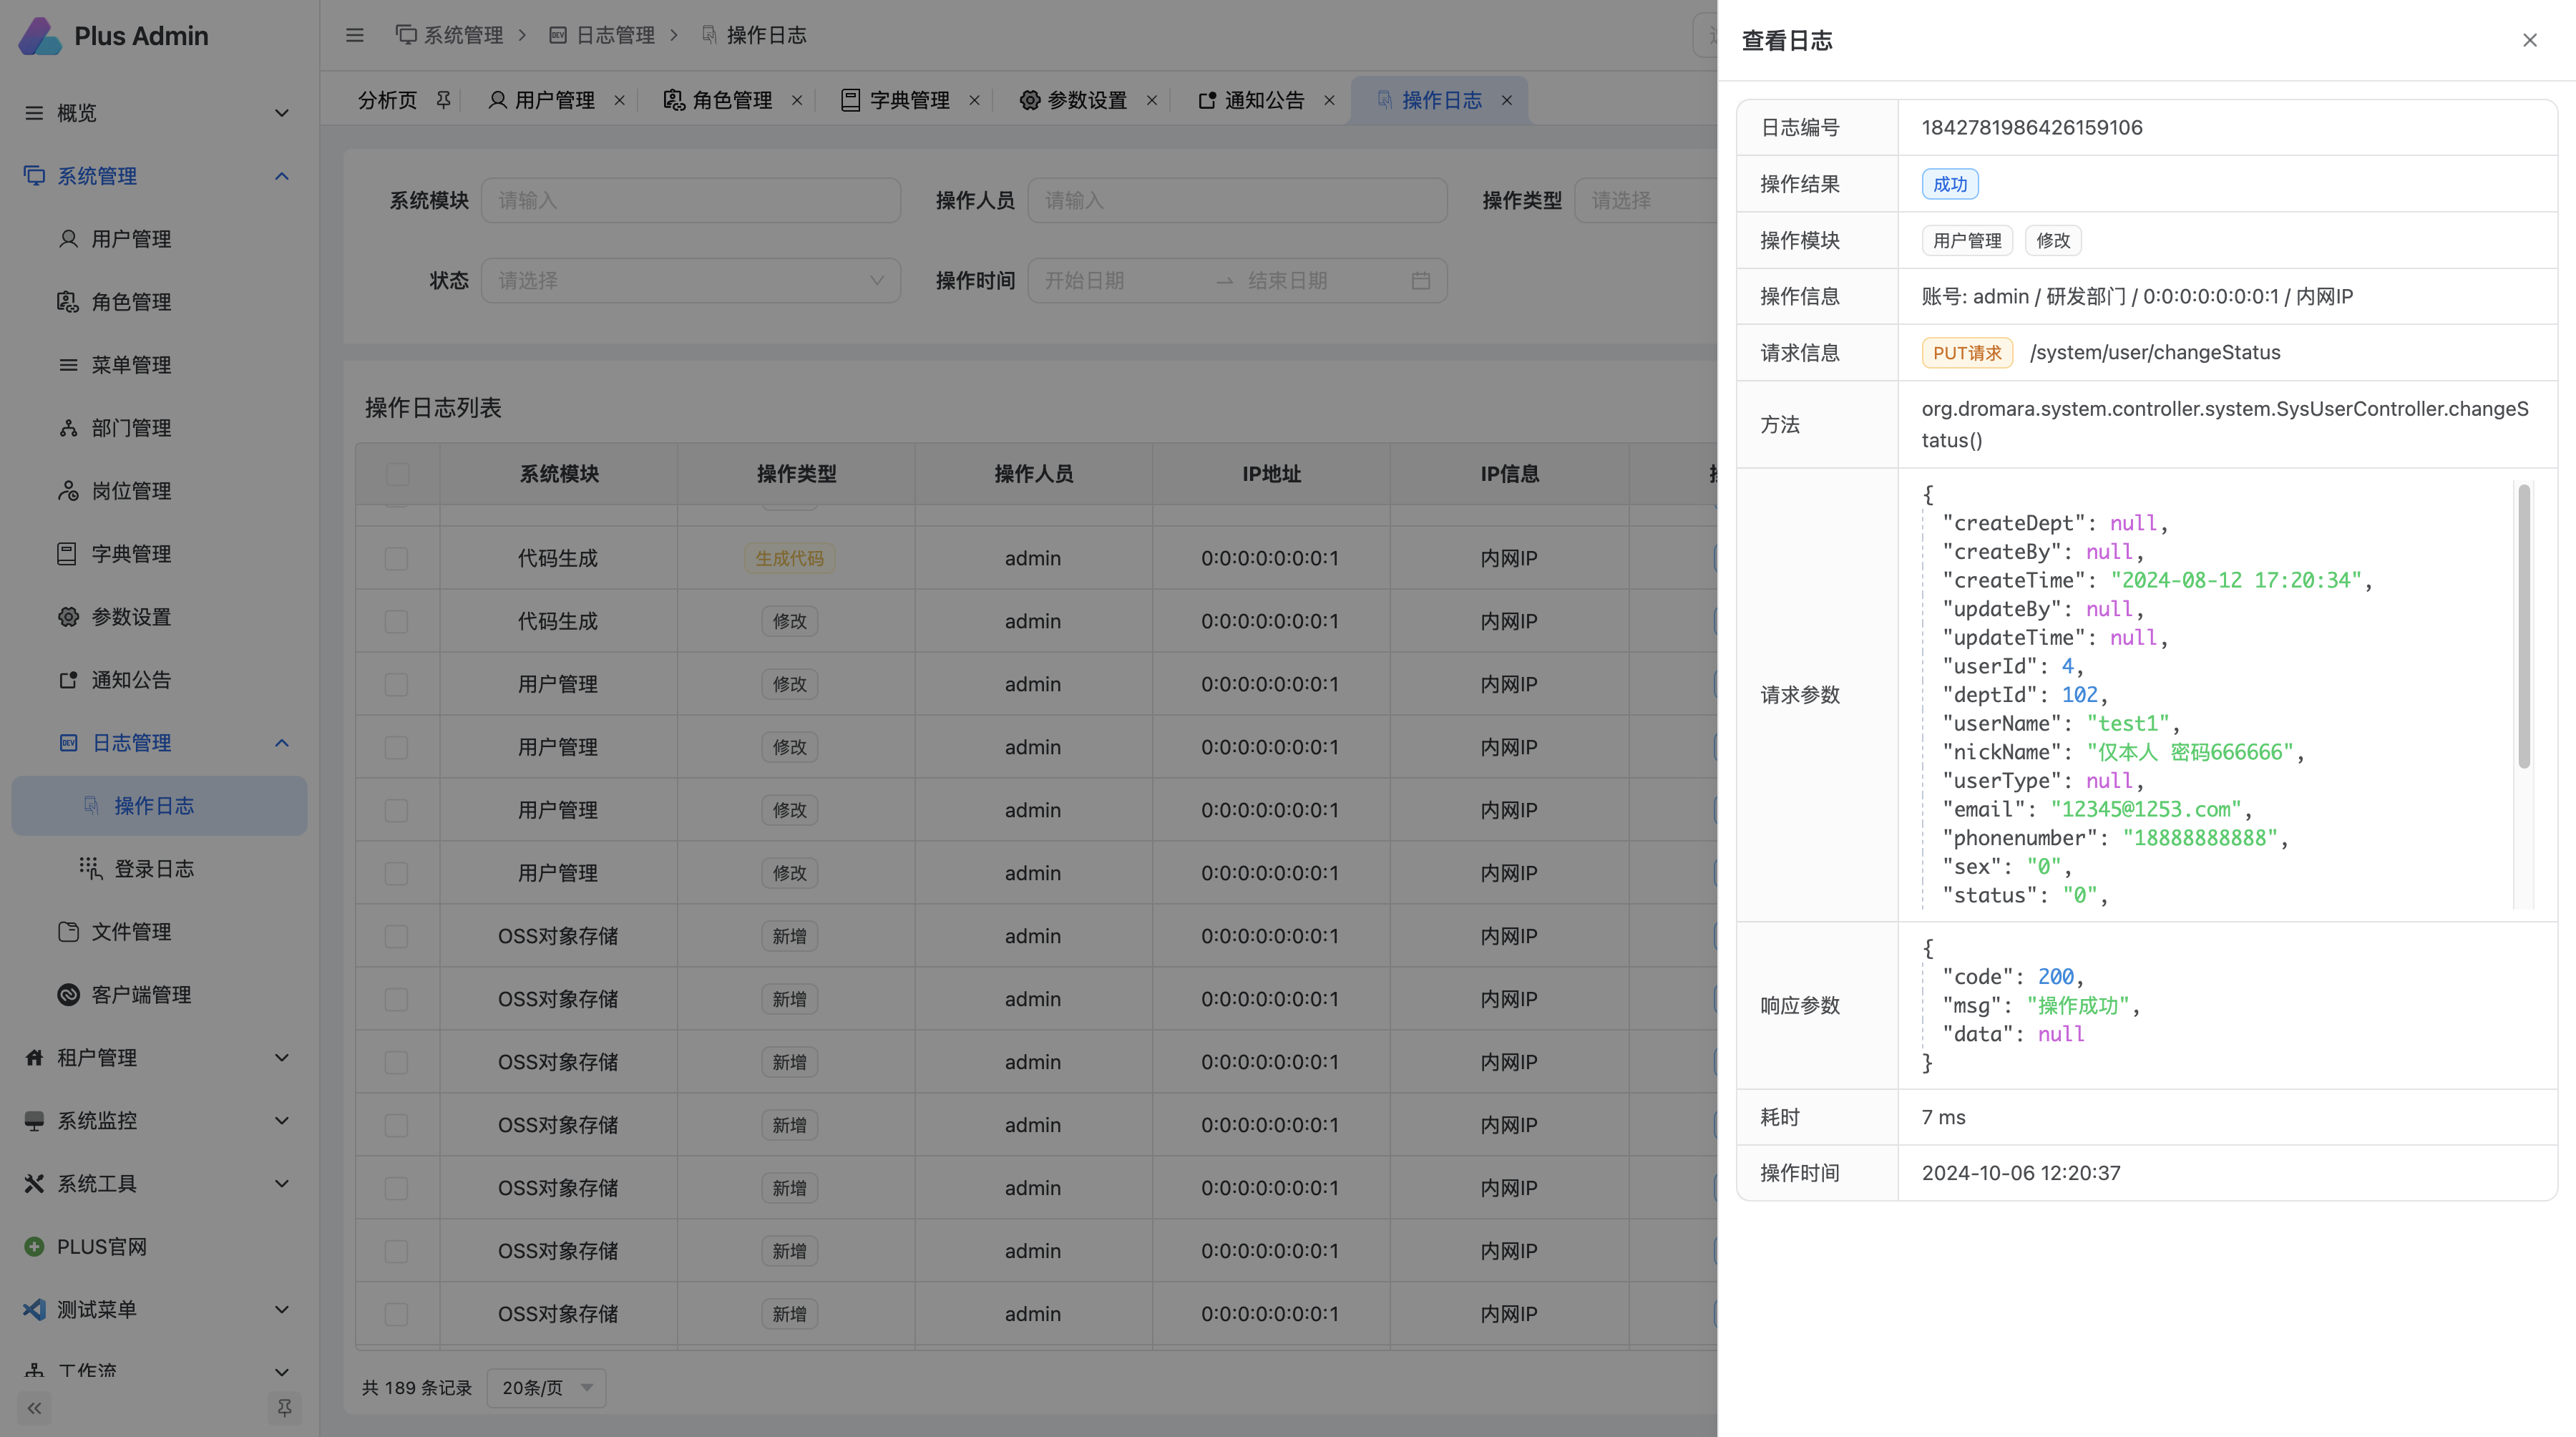 Plus Admin
概览
系统管理
用户管理
角色管理
菜单管理
部门管理
岗位管理
字典管理
参数设置
通知公告
日志管理
操作日志
登录日志
文件管理
客户端管理
租户管理
系统监控
系统工具
PLUS官网
测试菜单
工作流
系统管理 > 日志管理 > 操作日志
分析页 用户管理 角色管理 字典管理 参数设置 通知公告 操作日志
系统模块 请输入 操作人员 请输入 操作类型 请选择
状态 请选择 操作时间 开始日期 结束日期
操作日志列表
系统模块 操作类型 操作人员 IP地址 IP信息
代码生成 生成代码 admin 0:0:0:0:0:0:0:1 内网IP
代码生成 修改 admin 0:0:0:0:0:0:0:1 内网IP
用户管理 修改 admin 0:0:0:0:0:0:0:1 内网IP
用户管理 修改 admin 0:0:0:0:0:0:0:1 内网IP
用户管理 修改 admin 0:0:0:0:0:0:0:1 内网IP
用户管理 修改 admin 0:0:0:0:0:0:0:1 内网IP
OSS对象存储 新增 admin 0:0:0:0:0:0:0:1 内网IP
OSS对象存储 新增 admin 0:0:0:0:0:0:0:1 内网IP
OSS对象存储 新增 admin 0:0:0:0:0:0:0:1 内网IP
OSS对象存储 新增 admin 0:0:0:0:0:0:0:1 内网IP
OSS对象存储 新增 admin 0:0:0:0:0:0:0:1 内网IP
OSS对象存储 新增 admin 0:0:0:0:0:0:0:1 内网IP
OSS对象存储 新增 admin 0:0:0:0:0:0:0:1 内网IP
共 189 条记录 20条/页
查看日志
日志编号 1842781986426159106
操作结果 成功
操作模块 用户管理 修改
操作信息 账号: admin / 研发部门 / 0:0:0:0:0:0:0:1 / 内网IP
请求信息 PUT请求 /system/user/changeStatus
方法 org.dromara.system.controller.system.SysUserController.changeS
tatus()
请求参数
{
"createDept": null,
"createBy": null,
"createTime": "2024-08-12 17:20:34",
"updateBy": null,
"updateTime": null,
"userId": 4,
"deptId": 102,
"userName": "test1",
"nickName": "仅本人 密码666666",
"userType": null,
"email": "12345@1253.com",
"phonenumber": "18888888888",
"sex": "0",
"status": "0",
响应参数
{
"code": 200,
"msg": "操作成功",
"data": null
}
耗时 7 ms
操作时间 2024-10-06 12:20:37